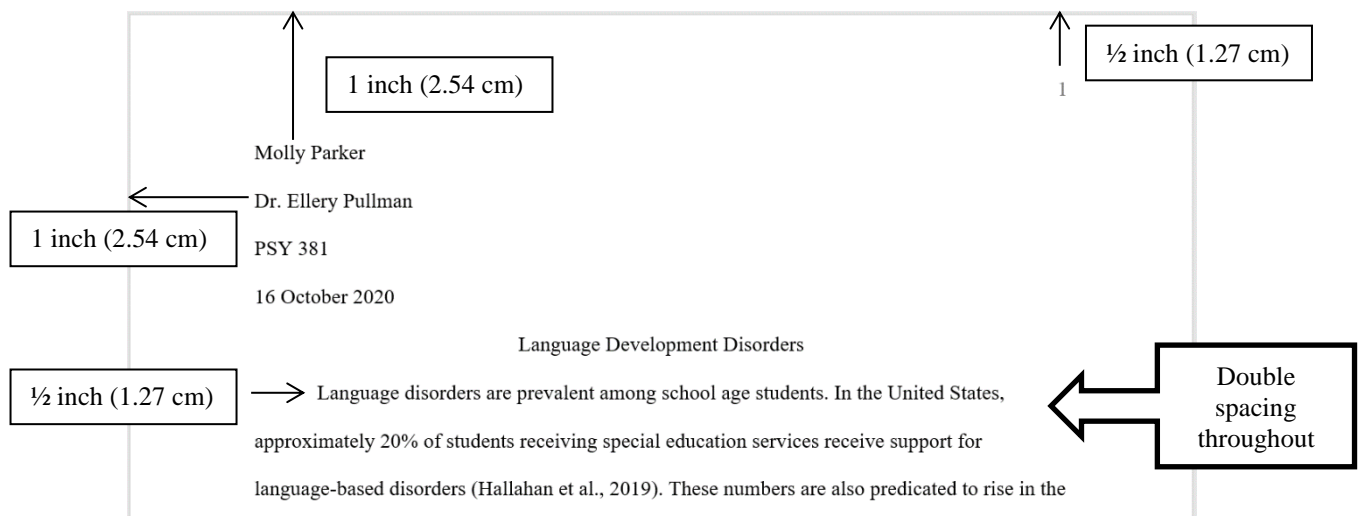 ½ inch (1.27 cm)
1 inch (2.54 cm)
1
Molly Parker
Dr. Ellery Pullman
1 inch (2.54 cm)
PSY 381
16 October 2020
Language Development Disorders
½ inch (1.27 cm)
Language disorders are prevalent among school age students. In the United States,
approximately 20% of students receiving special education services receive support for
language-based disorders (Hallahan et al., 2019). These numbers are also predicated to rise in the
Double
spacing
throughout